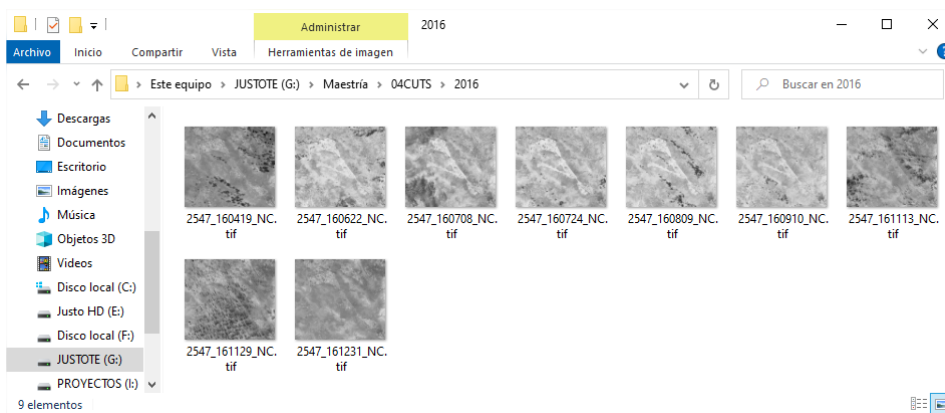 Administrar
2016
Archivo
Inicio
Compartir
Vista
Herramientas de imagen
Este equipo > JUSTOTE (G:) > Maestría > 04CUTS > 2016
Buscar en 2016
Descargas
Documentos
Escritorio
Imágenes
Música
Objetos 3D
Videos
Disco local (C:)
Justo HD (E:)
Disco local (F:)
JUSTOTE (G:)
PROYECTOS (I:)
2547_160419_NC.
tif
2547_160622_NC.
tif
2547_160708_NC.
tif
2547_160724_NC.
tif
2547_160809_NC.
tif
2547_160910_NC.
tif
2547_161113_NC.
tif
2547_161129_NC.
tif
2547_161231_NC.
tif
9 elementos